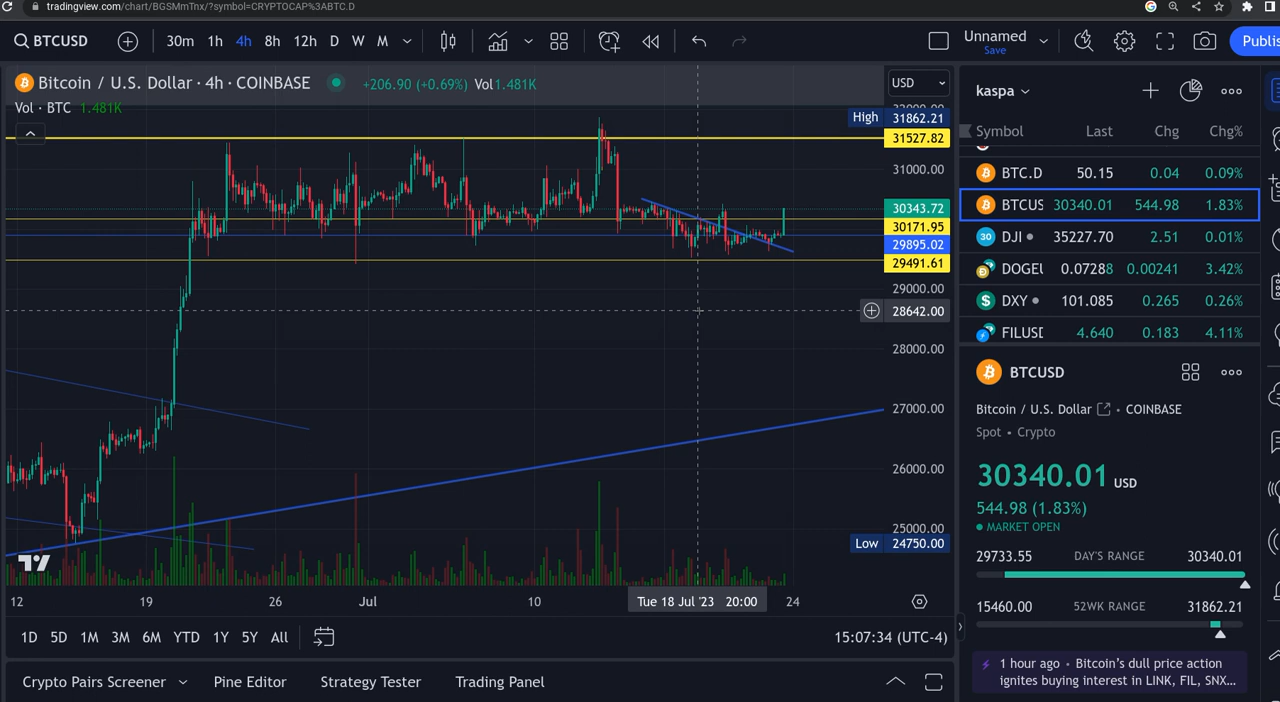 tradingview.com/chart/BGSMmTnx/?symbol=CRYPTOCAP%3ABTC.D
BTCUSD 30m 1h 4h 8h 12h D W M Unnamed Save Publis
Bitcoin / U.S. Dollar · 4h · COINBASE +206.90 (+0.69%) Vol1.481K USD
Vol · BTC 1.481K
High 31862.21
31527.82
31000.00
30343.72
30171.95
29895.02
29491.61
29000.00
28642.00
28000.00
27000.00
26000.00
25000.00
Low 24750.00
12 19 26 Jul 10 Tue 18 Jul '23 20:00 24
1D 5D 1M 3M 6M YTD 1Y 5Y All 15:07:34 (UTC-4)
Crypto Pairs Screener Pine Editor Strategy Tester Trading Panel
kaspa
Symbol Last Chg Chg%
BTC.D 50.15 0.04 0.09%
BTCUS 30340.01 544.98 1.83%
30 DJI 35227.70 2.51 0.01%
DOGEU 0.07288 0.00241 3.42%
$ DXY 101.085 0.265 0.26%
FILUSD 4.640 0.183 4.11%
BTCUSD
Bitcoin / U.S. Dollar • COINBASE
Spot • Crypto
30340.01 USD
544.98 (1.83%)
MARKET OPEN
29733.55 DAY'S RANGE 30340.01
15460.00 52WK RANGE 31862.21
1 hour ago • Bitcoin's dull price action
ignites buying interest in LINK, FIL, SNX...